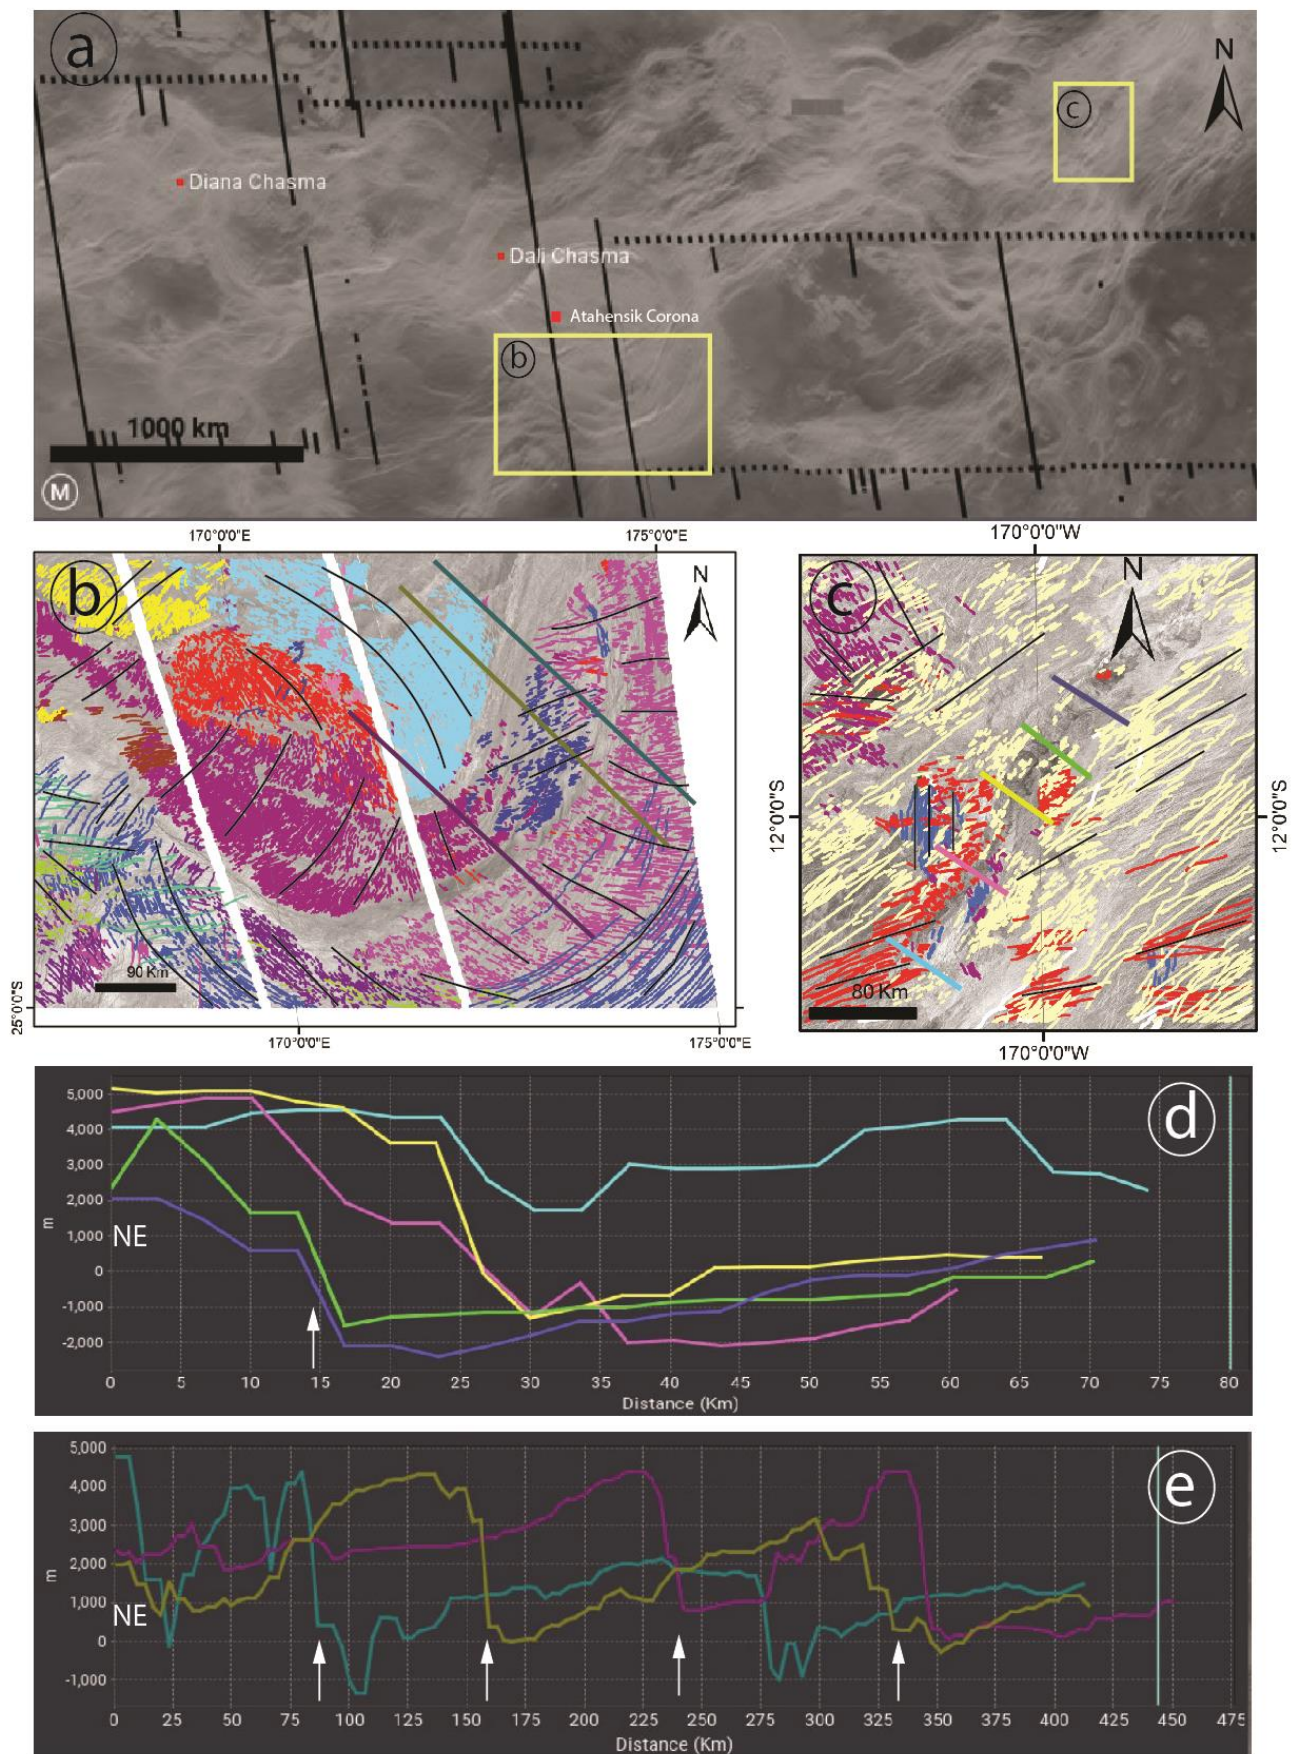 a
N
c
Diana Chasma
Dali Chasma
Atahensik Corona
b
1000 km
M
170°0'0"E
175°0'0"E
170°0'0"W
b
N
c
N
12°0'0"S
12°0'0"S
90 Km
80 Km
25°0'0"S
170°0'0"E
175°0'0"E
170°0'0"W
d
5,000
4,000
3,000
2,000
1,000
0
-1,000
-2,000
m
NE
0 5 10 15 20 25 30 35 40 45 50 55 60 65 70 75 80
Distance (Km)
e
5,000
4,000
3,000
2,000
1,000
0
-1,000
m
NE
0 25 50 75 100 125 150 175 200 225 250 275 300 325 350 375 400 425 450 475
Distance (Km)